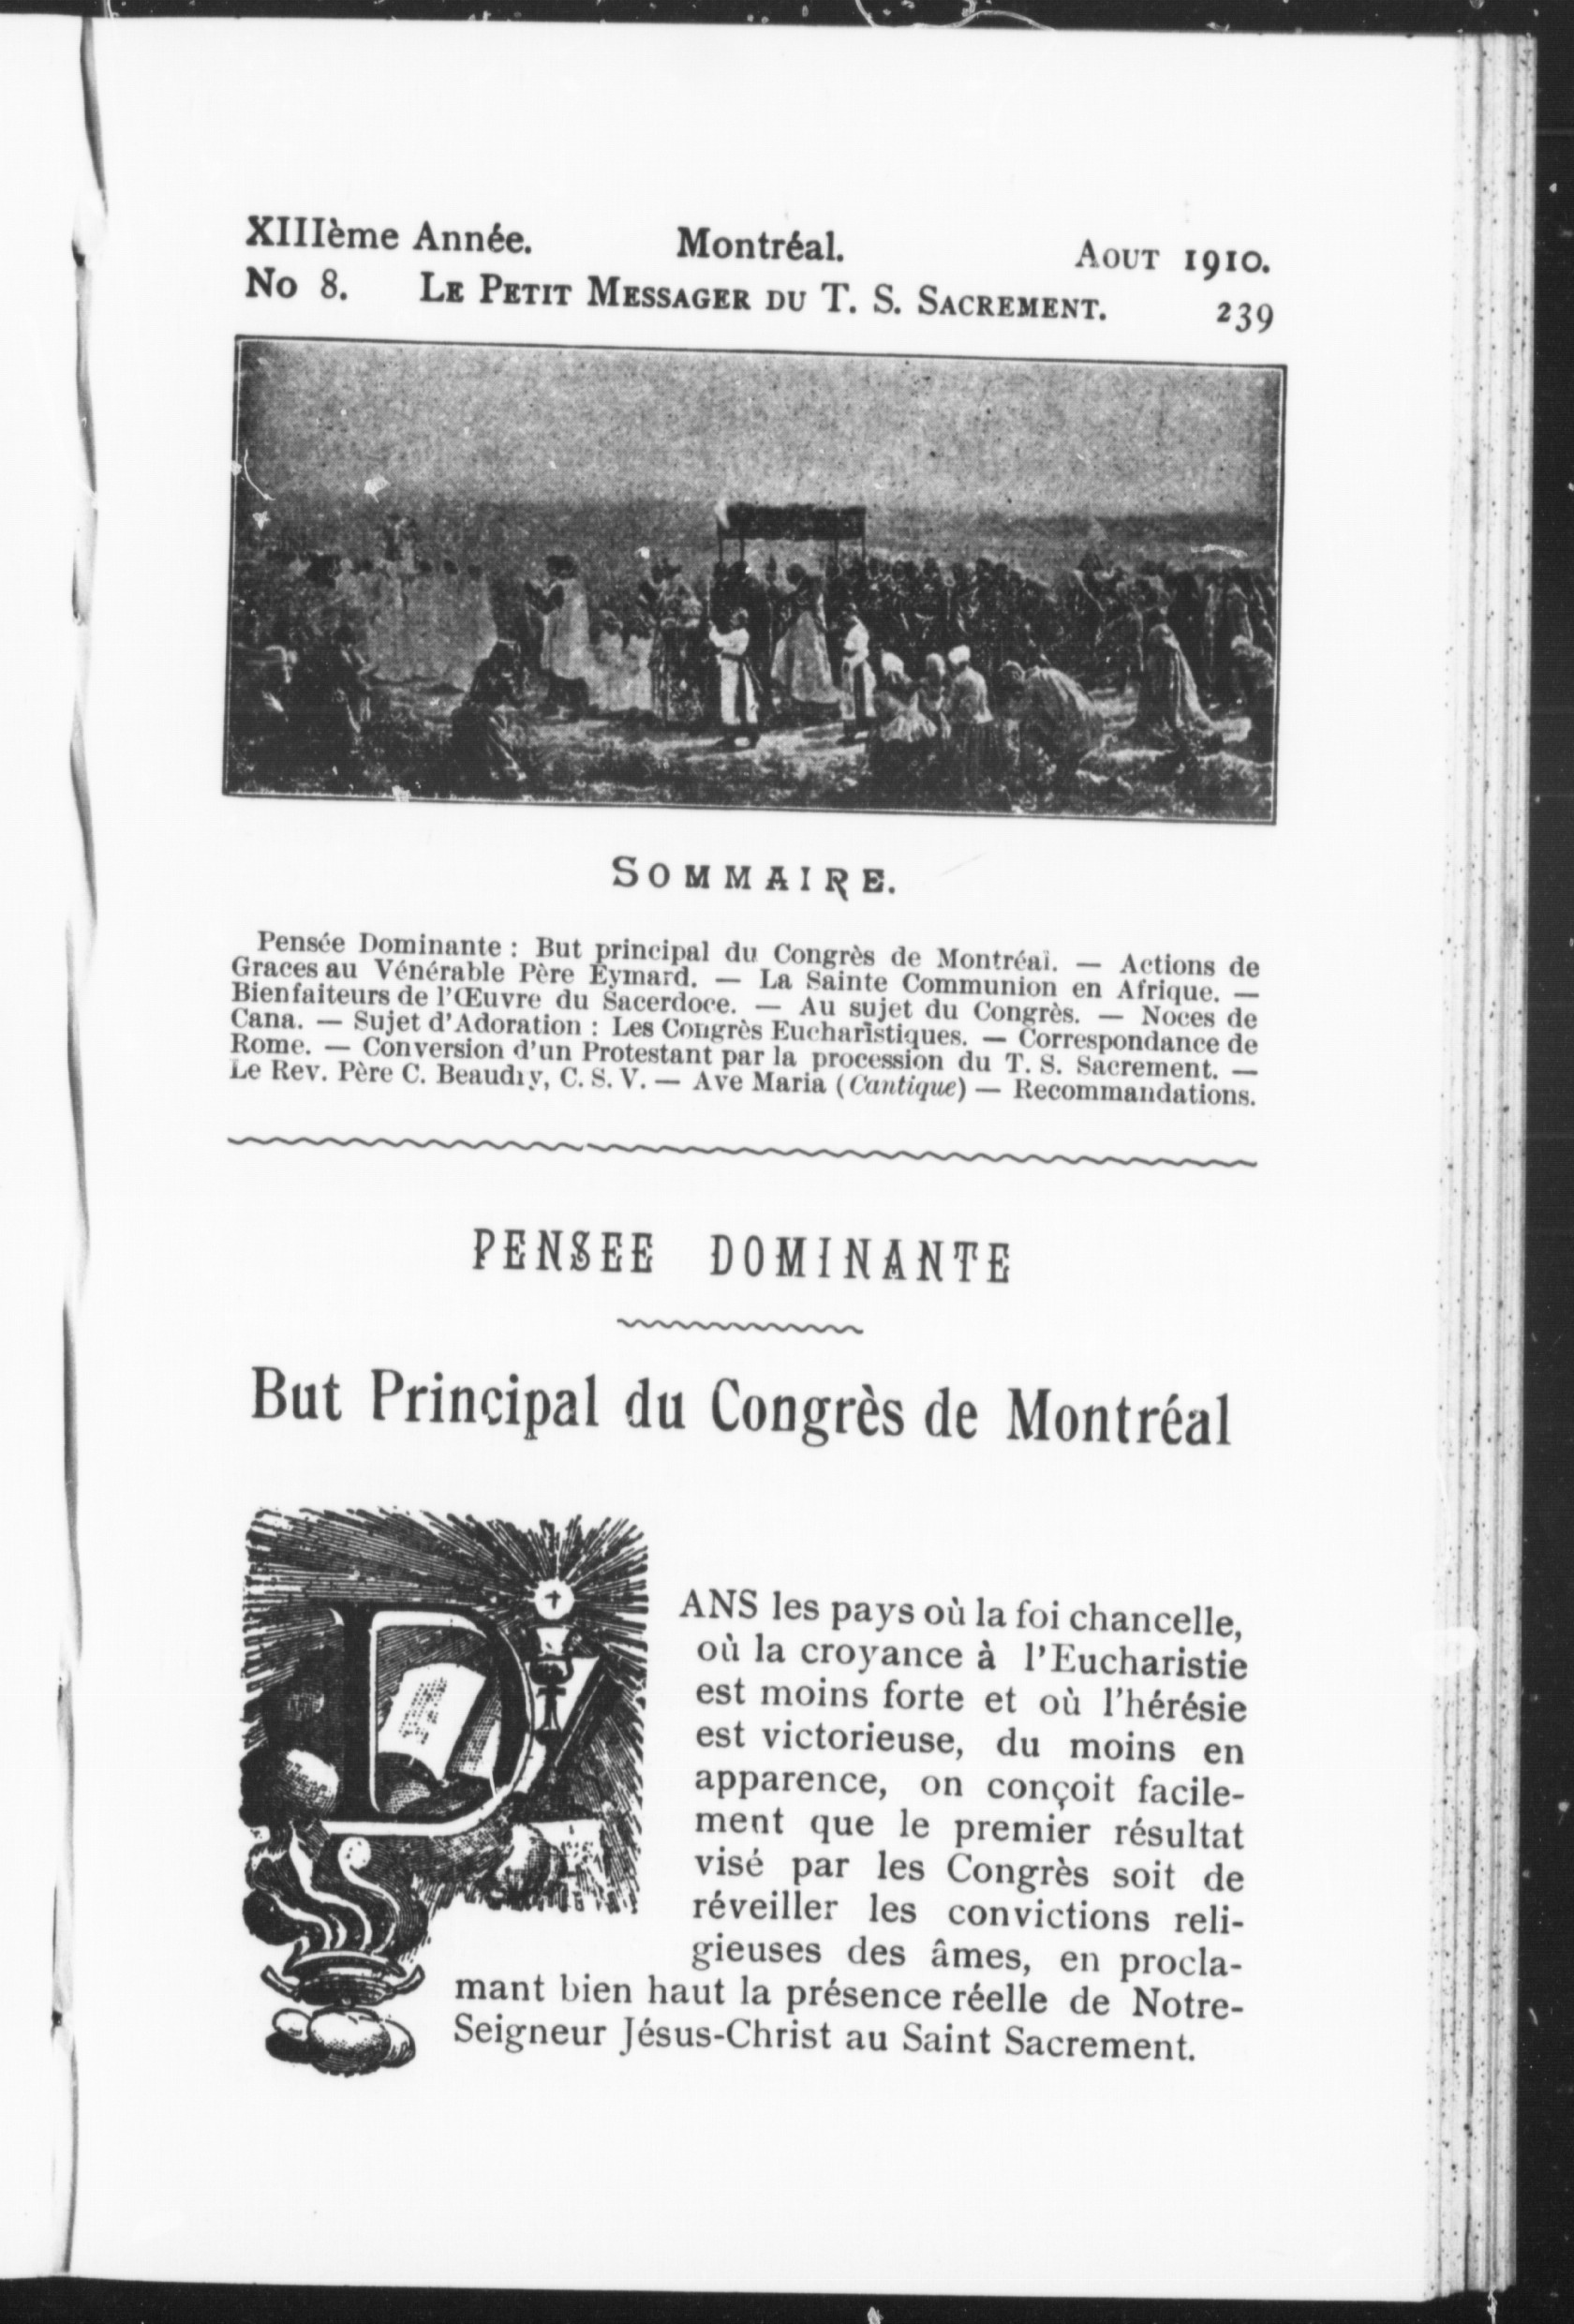 XIIIème Année. Montréal. AOUT 1910.
No 8. LE PETIT MESSAGER DU T. S. SACREMENT. 239
SOMMAIRE.
Pensée Dominante : But principal du Congrès de Montréal. — Actions de
Graces au Vénérable Père Eymard. — La Sainte Communion en Afrique. —
Bienfaiteurs de l'Œuvre du Sacerdoce. — Au sujet du Congrès. — Noces de
Cana. — Sujet d'Adoration : Les Congrès Eucharistiques. — Correspondance de
Rome. — Conversion d'un Protestant par la procession du T. S. Sacrement. —
Le Rev. Père C. Beaudry, C. S. V. — Ave Maria (Cantique) — Recommandations.
PENSEE DOMINANTE
But Principal du Congrès de Montréal
DANS les pays où la foi chancelle,
où la croyance à l'Eucharistie
est moins forte et où l'hérésie
est victorieuse, du moins en
apparence, on conçoit facile-
ment que le premier résultat
visé par les Congrès soit de
réveiller les convictions reli-
gieuses des âmes, en procla-
mant bien haut la présence réelle de Notre-
Seigneur Jésus-Christ au Saint Sacrement.